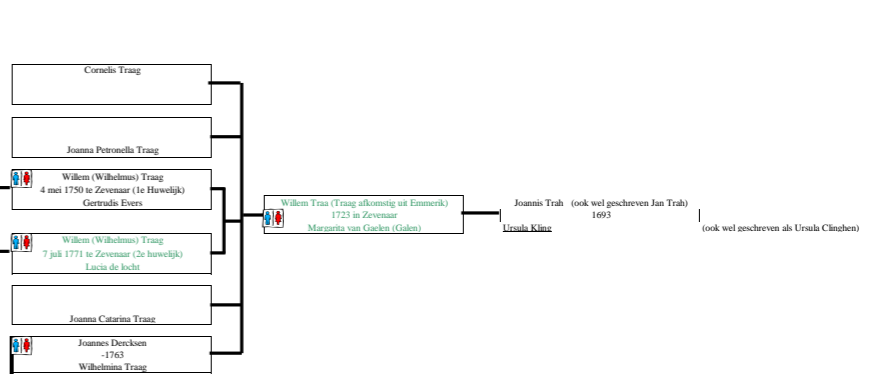 Cornelis Traag
Joanna Petronella Traag
Willem (Wilhelmus) Traag
4 mei 1750 te Zevenaar (1e Huwelijk)
Gertrudis Evers
Willem (Wilhelmus) Traag
7 juli 1771 te Zevenaar (2e huwelijk)
Lucia de locht
Joanna Catarina Traag
Joannes Dercksen
-1763
Wilhelmina Traag
Willem Traa (Traag afkomstig uit Emmerik)
1723 in Zevenaar
Margarita van Gaelen (Galen)
Joannis Trah (ook wel geschreven Jan Trah)
1693
Ursula Kling (ook wel geschreven als Ursula Clinghen)